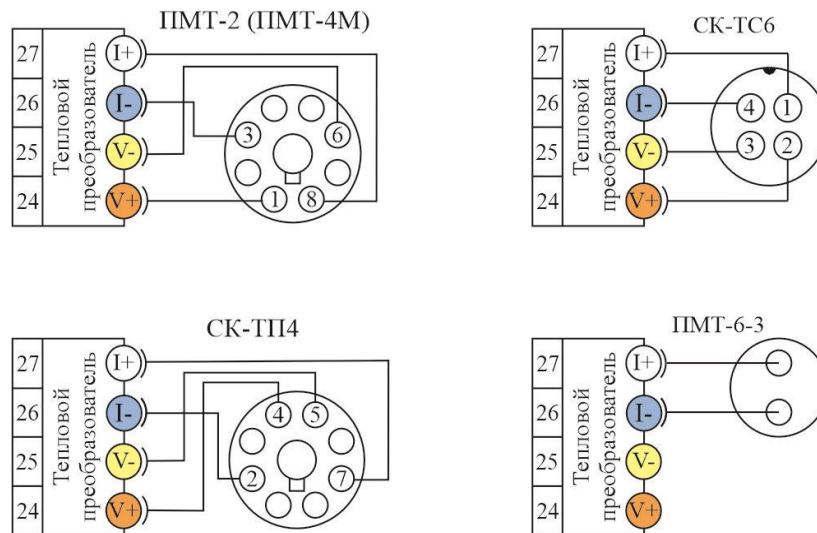 ПМТ-2 (ПМТ-4М)
27
26
25
24
Тепловой
преобразователь
I+
I-
V-
V+
3
6
1
8
СК-ТС6
27
26
25
24
Тепловой
преобразователь
I+
I-
V-
V+
4
1
3
2
СК-ТП4
27
26
25
24
Тепловой
преобразователь
I+
I-
V-
V+
4
5
2
7
ПМТ-6-3
27
26
25
24
Тепловой
преобразователь
I+
I-
V-
V+